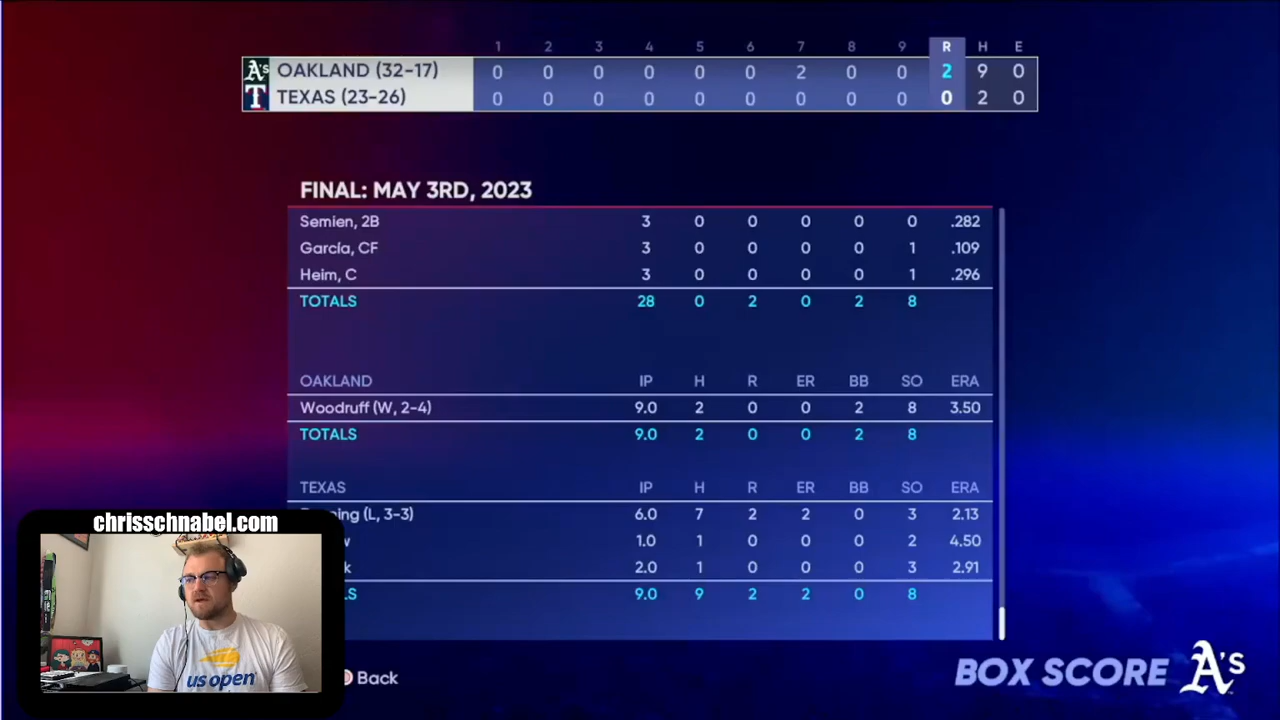 1 2 3 4 5 6 7 8 9 R H E
A's OAKLAND (32-17) 0 0 0 0 0 0 2 0 0 2 9 0
T TEXAS (23-26) 0 0 0 0 0 0 0 0 0 0 2 0
FINAL: MAY 3RD, 2023
Semien, 2B 3 0 0 0 0 0 .282
García, CF 3 0 0 0 0 1 .109
Heim, C 3 0 0 0 0 1 .296
TOTALS 28 0 2 0 2 8
OAKLAND IP H R ER BB SO ERA
Woodruff (W, 2-4) 9.0 2 0 0 2 8 3.50
TOTALS 9.0 2 0 0 2 8
TEXAS IP H R ER BB SO ERA
ning (L, 3-3) 6.0 7 2 2 0 3 2.13
1.0 1 0 0 0 2 4.50
k 2.0 1 0 0 0 3 2.91
LS 9.0 9 2 2 0 8
chrisschnabel.com
us open
Back
BOX SCORE A's